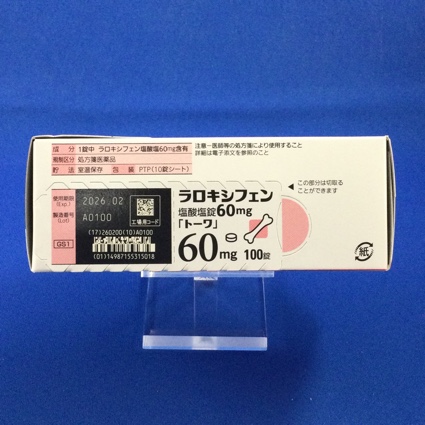 成 分 1錠中 ラロキシフェン塩酸塩60mg含有
規制区分 処方箋医薬品
貯 法 室温保存 包 装 PTP(10錠シート)
注意－医師等の処方箋により使用すること
詳細は電子添文を参照のこと
◀この部分は切取る
ことができます
使用期限
(Exp.)
2026.02
製造番号
(Lot)
A0100
工場用コード
ラロキシフェン
塩酸塩錠60mg
「トーワ」
60mg 100錠
GS1
(17)260200(10)A0100
(01)14987155315018
紙